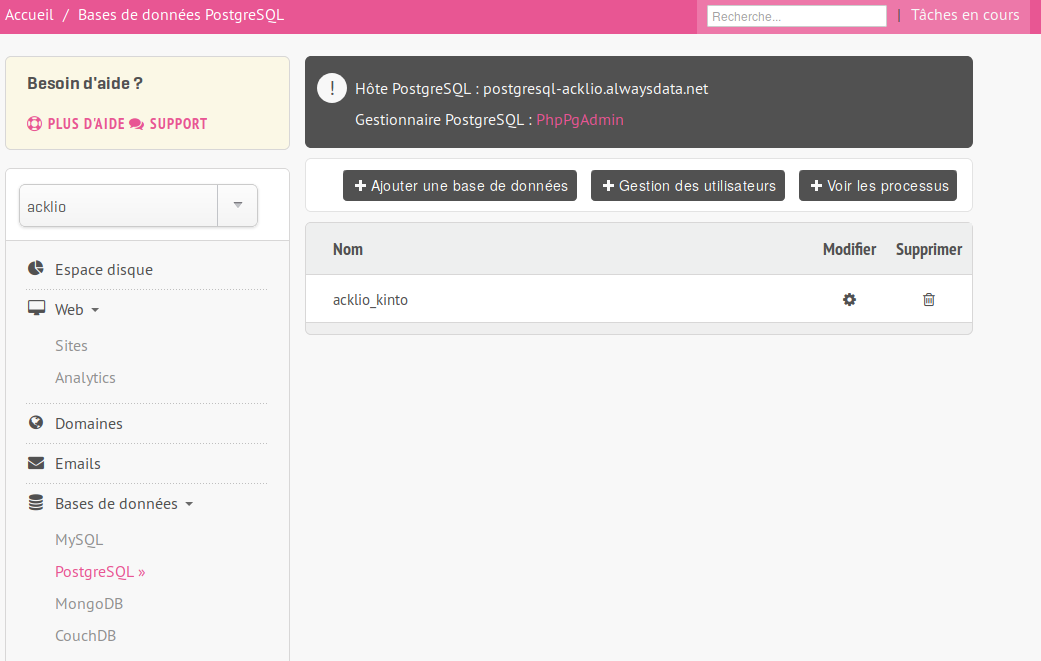 Accueil / Bases de données PostgreSQL
Recherche...
| Tâches en cours
Besoin d'aide ?
PLUS D'AIDE SUPPORT
! Hôte PostgreSQL : postgresql-acklio.alwaysdata.net
Gestionnaire PostgreSQL : PhpPgAdmin
acklio
Ajouter une base de données
Gestion des utilisateurs
Voir les processus
Nom Modifier Supprimer
acklio_kinto
Espace disque
Web
Sites
Analytics
Domaines
Emails
Bases de données
MySQL
PostgreSQL »
MongoDB
CouchDB